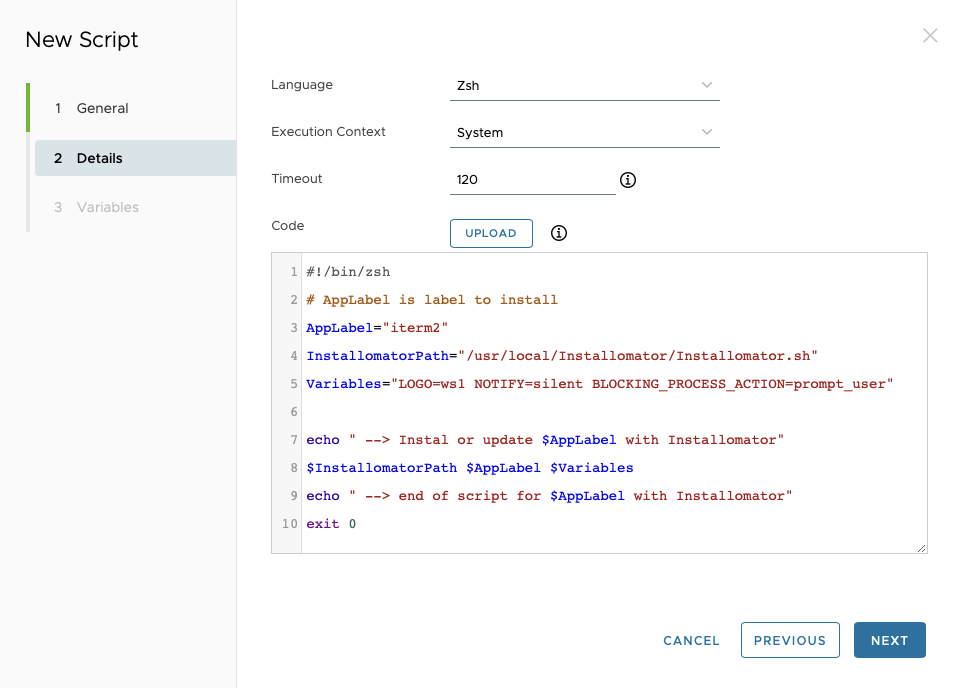 New Script
1 General
2 Details
3 Variables
Language Zsh
Execution Context System
Timeout 120
Code UPLOAD
1 #!/bin/zsh
2 # AppLabel is label to install
3 AppLabel="iterm2"
4 InstallomatorPath="/usr/local/Installomator/Installomator.sh"
5 Variables="LOGO=ws1 NOTIFY=silent BLOCKING_PROCESS_ACTION=prompt_user"
6
7 echo " --> Instal or update $AppLabel with Installomator"
8 $InstallomatorPath $AppLabel $Variables
9 echo " --> end of script for $AppLabel with Installomator"
10 exit 0
CANCEL PREVIOUS NEXT